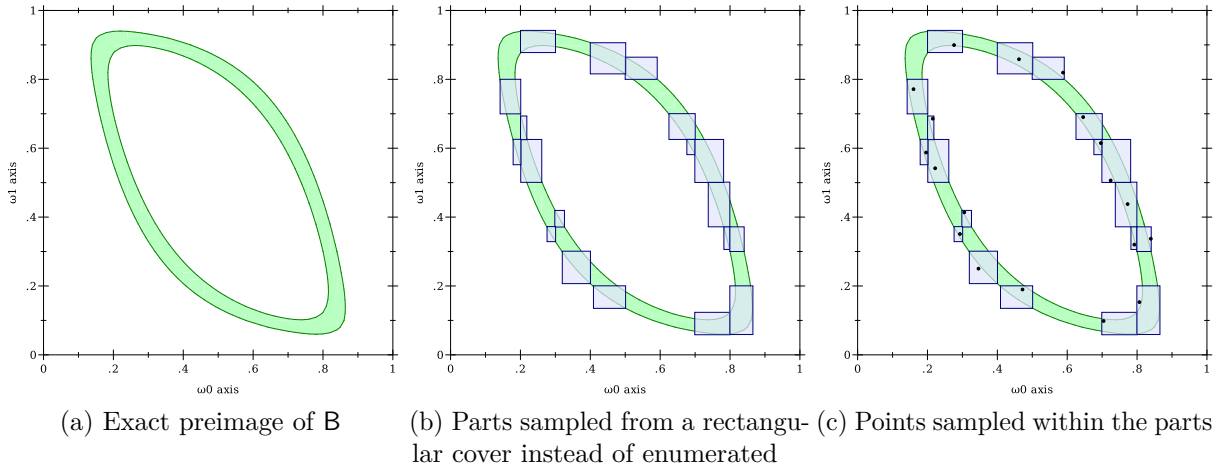 1
.8
.6
.4
.2
0
ω1 axis
0 .2 .4 .6 .8 1
ω0 axis
1
.8
.6
.4
.2
0
ω1 axis
0 .2 .4 .6 .8 1
ω0 axis
1
.8
.6
.4
.2
0
ω1 axis
0 .2 .4 .6 .8 1
ω0 axis
(a) Exact preimage of B
(b) Parts sampled from a rectangu-
lar cover instead of enumerated
(c) Points sampled within the parts